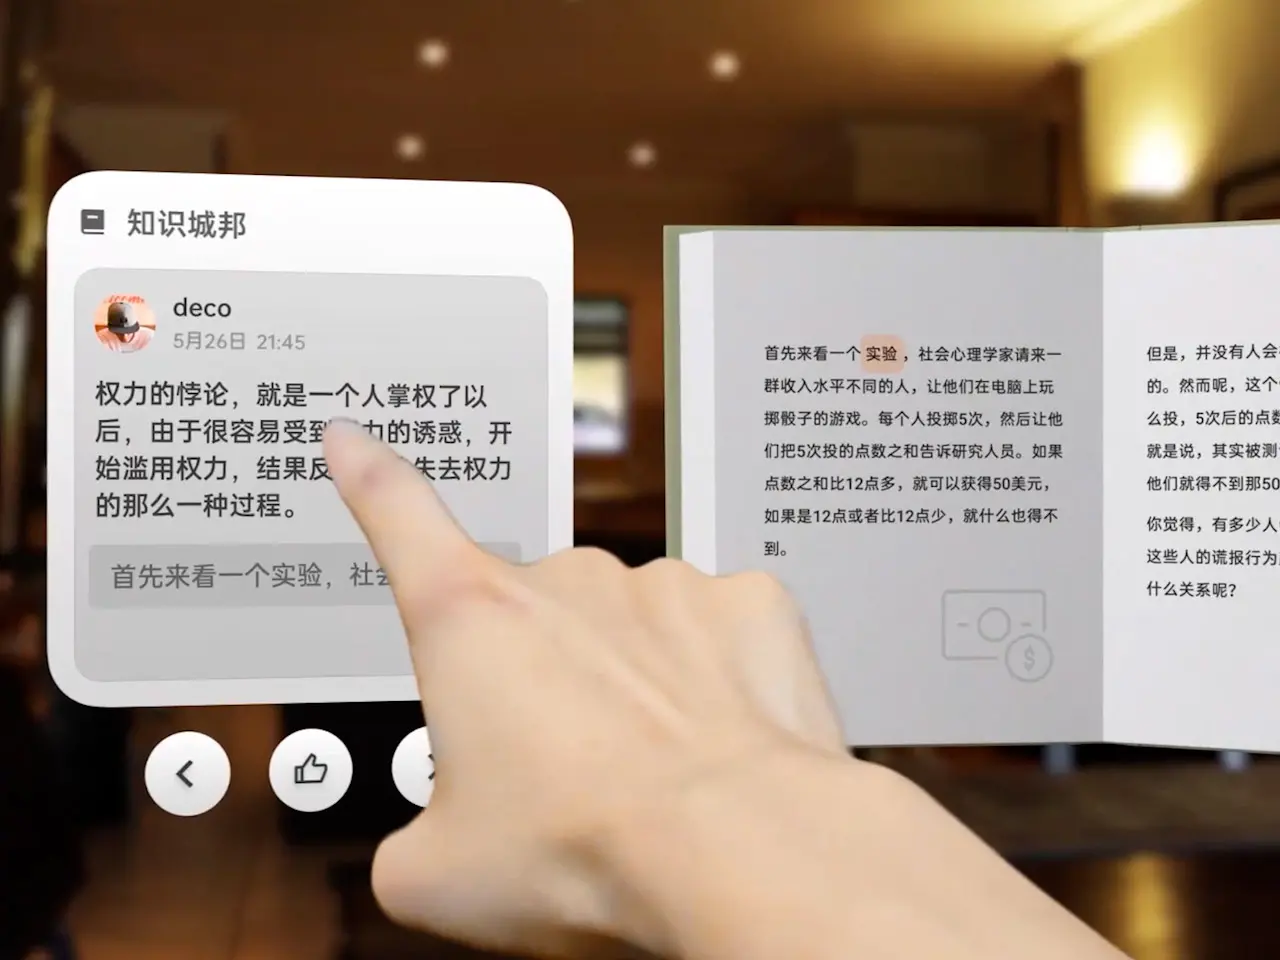 知识城邦
deco
5月26日 21:45
权力的悖论，就是一个人掌权了以
后，由于很容易受到 力的诱惑，开
始滥用权力，结果反 失去权力
的那么一种过程。
首先来看一个实验，社会
首先来看一个 实验 ，社会心理学家请来一
群收入水平不同的人，让他们在电脑上玩
掷骰子的游戏。每个人投掷5次，然后让他
们把5次投的点数之和告诉研究人员。如果
点数之和比12点多，就可以获得50美元，
如果是12点或者比12点少，就什么也得不
到。
$
但是，并没有人会
的。然而呢，这个
么投，5次后的点数
就是说，其实被测
他们就得不到那50
你觉得，有多少人
这些人的谎报行为
什么关系呢？